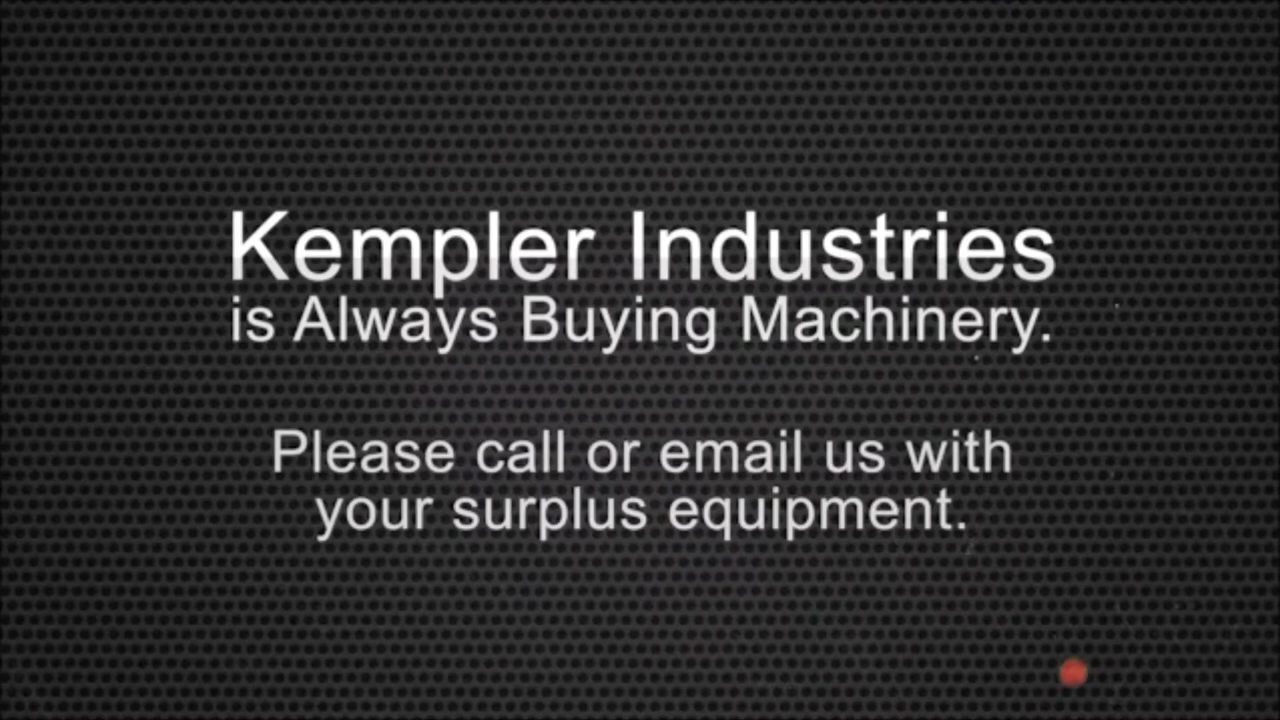 Kempler Industries
is Always Buying Machinery.
Please call or email us with
your surplus equipment.